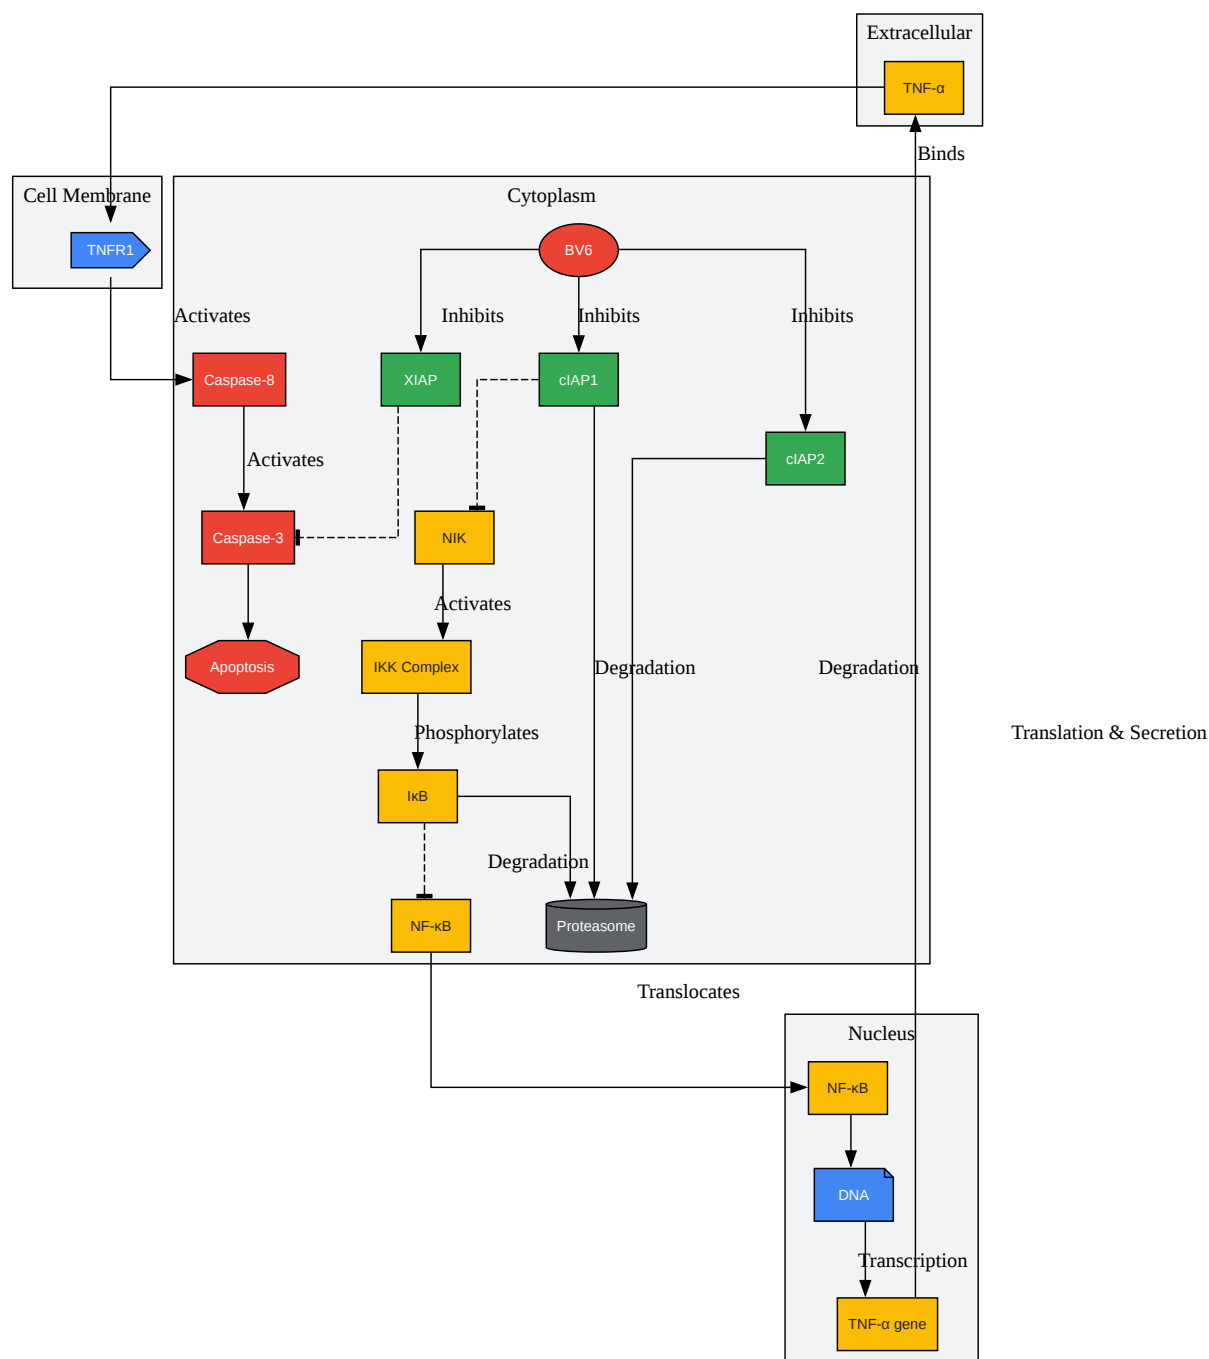 Extracellular
TNF-α
Binds
Cell Membrane
Cytoplasm
TNFR1
BV6
Activates
Inhibits
Inhibits
Inhibits
Caspase-8
XIAP
cIAP1
cIAP2
Activates
Caspase-3
NIK
Activates
Apoptosis
IKK Complex
Degradation
Degradation
Phosphorylates
Translation & Secretion
IκB
Degradation
NF-κB
Proteasome
Translocates
Nucleus
NF-κB
DNA
Transcription
TNF-α gene